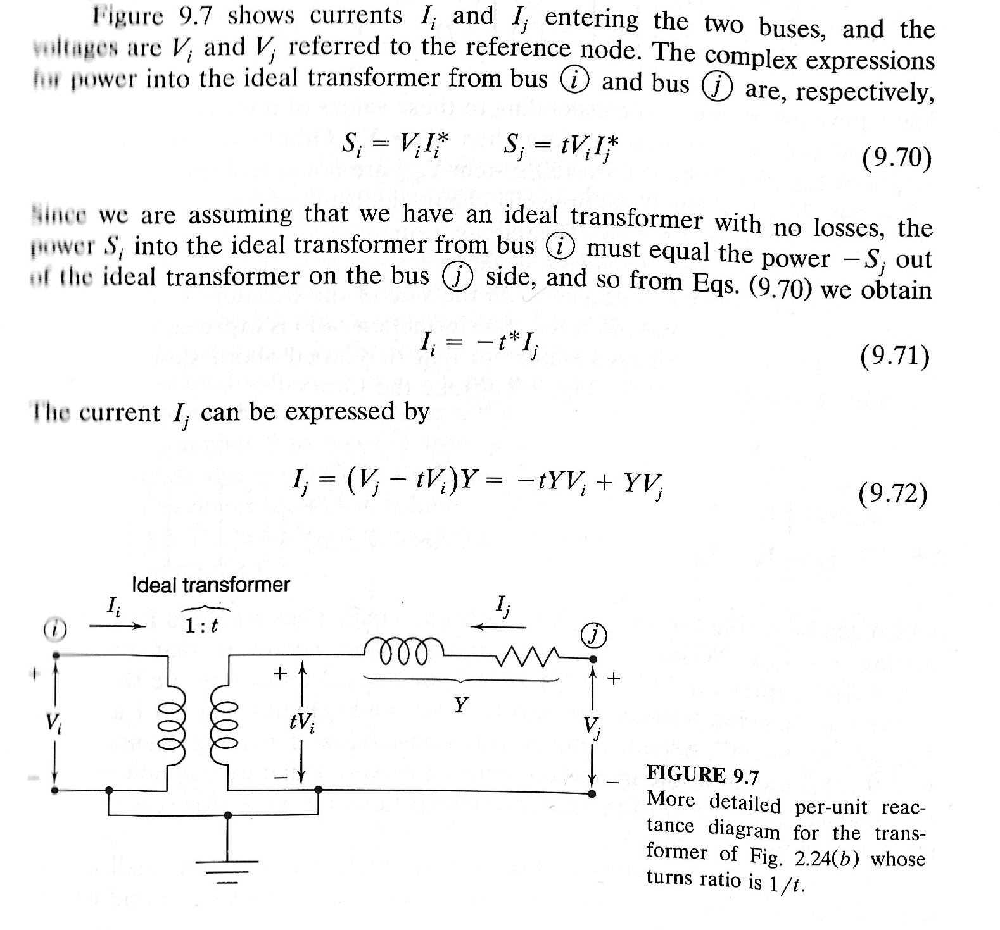 Figure 9.7 shows currents I_i and I_j entering the two buses, and the
voltages are V_i and V_j referred to the reference node. The complex expressions
for power into the ideal transformer from bus ⓘ and bus ⓙ are, respectively,
S_i = V_i I_i^* S_j = tV_i I_j^* (9.70)
Since we are assuming that we have an ideal transformer with no losses, the
power S_i into the ideal transformer from bus ⓘ must equal the power −S_j out
of the ideal transformer on the bus ⓙ side, and so from Eqs. (9.70) we obtain
I_i = −t*I_j (9.71)
The current I_j can be expressed by
I_j = (V_j − tV_i)Y = −tYV_i + YV_j (9.72)
Ideal transformer
I_i
1 : t
I_j
ⓘ
ⓙ
+
+
+
Y
V_i
tV_i
V_j
−
−
−
FIGURE 9.7
More detailed per-unit reac-
tance diagram for the trans-
former of Fig. 2.24(b) whose
turns ratio is 1/t.